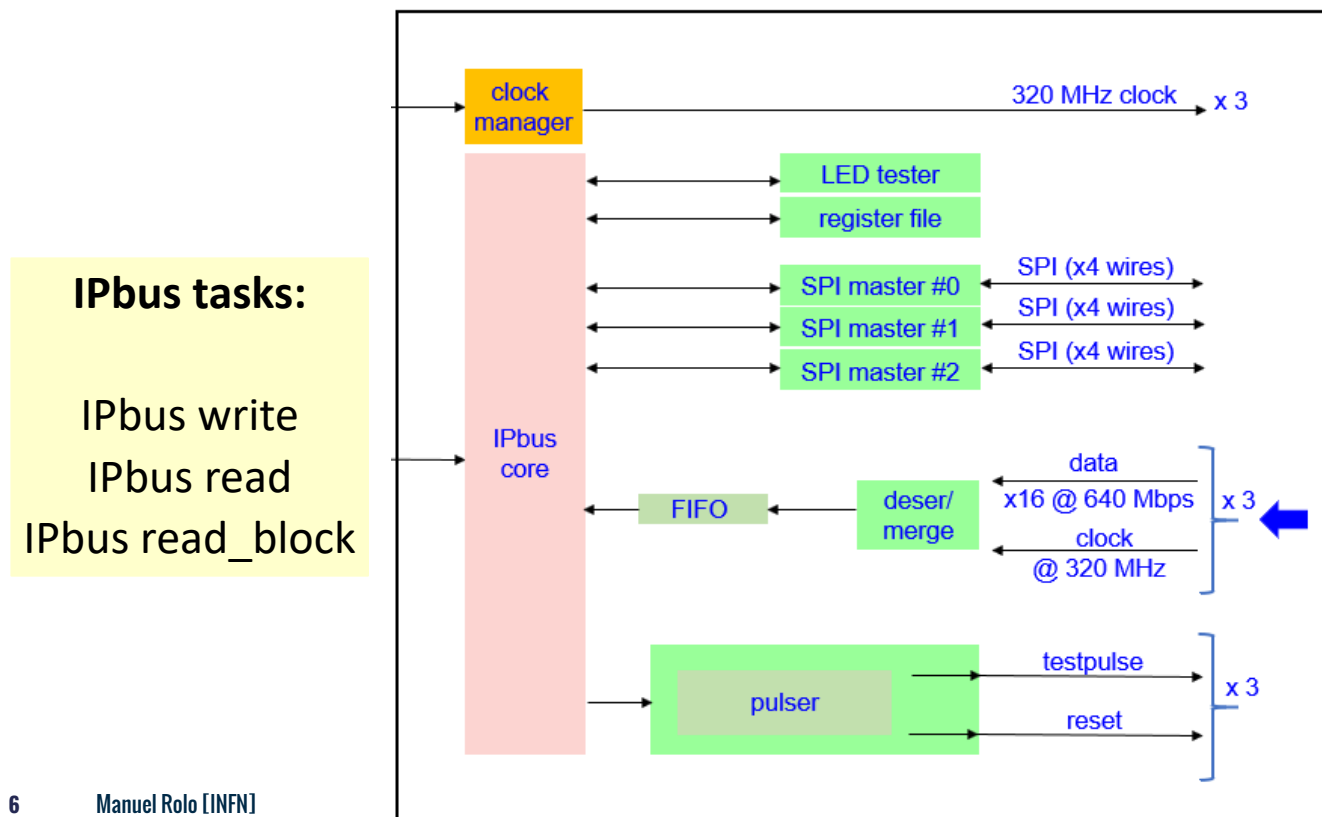 IPbus tasks:
IPbus write
IPbus read
IPbus read_block
clock
manager
320 MHz clock
x 3
IPbus
core
LED tester
register file
SPI master #0
SPI (x4 wires)
SPI master #1
SPI (x4 wires)
SPI master #2
SPI (x4 wires)
FIFO
deser/
merge
data
x16 @ 640 Mbps
clock
@ 320 MHz
x 3
pulser
testpulse
reset
x 3
6 Manuel Rolo [INFN]